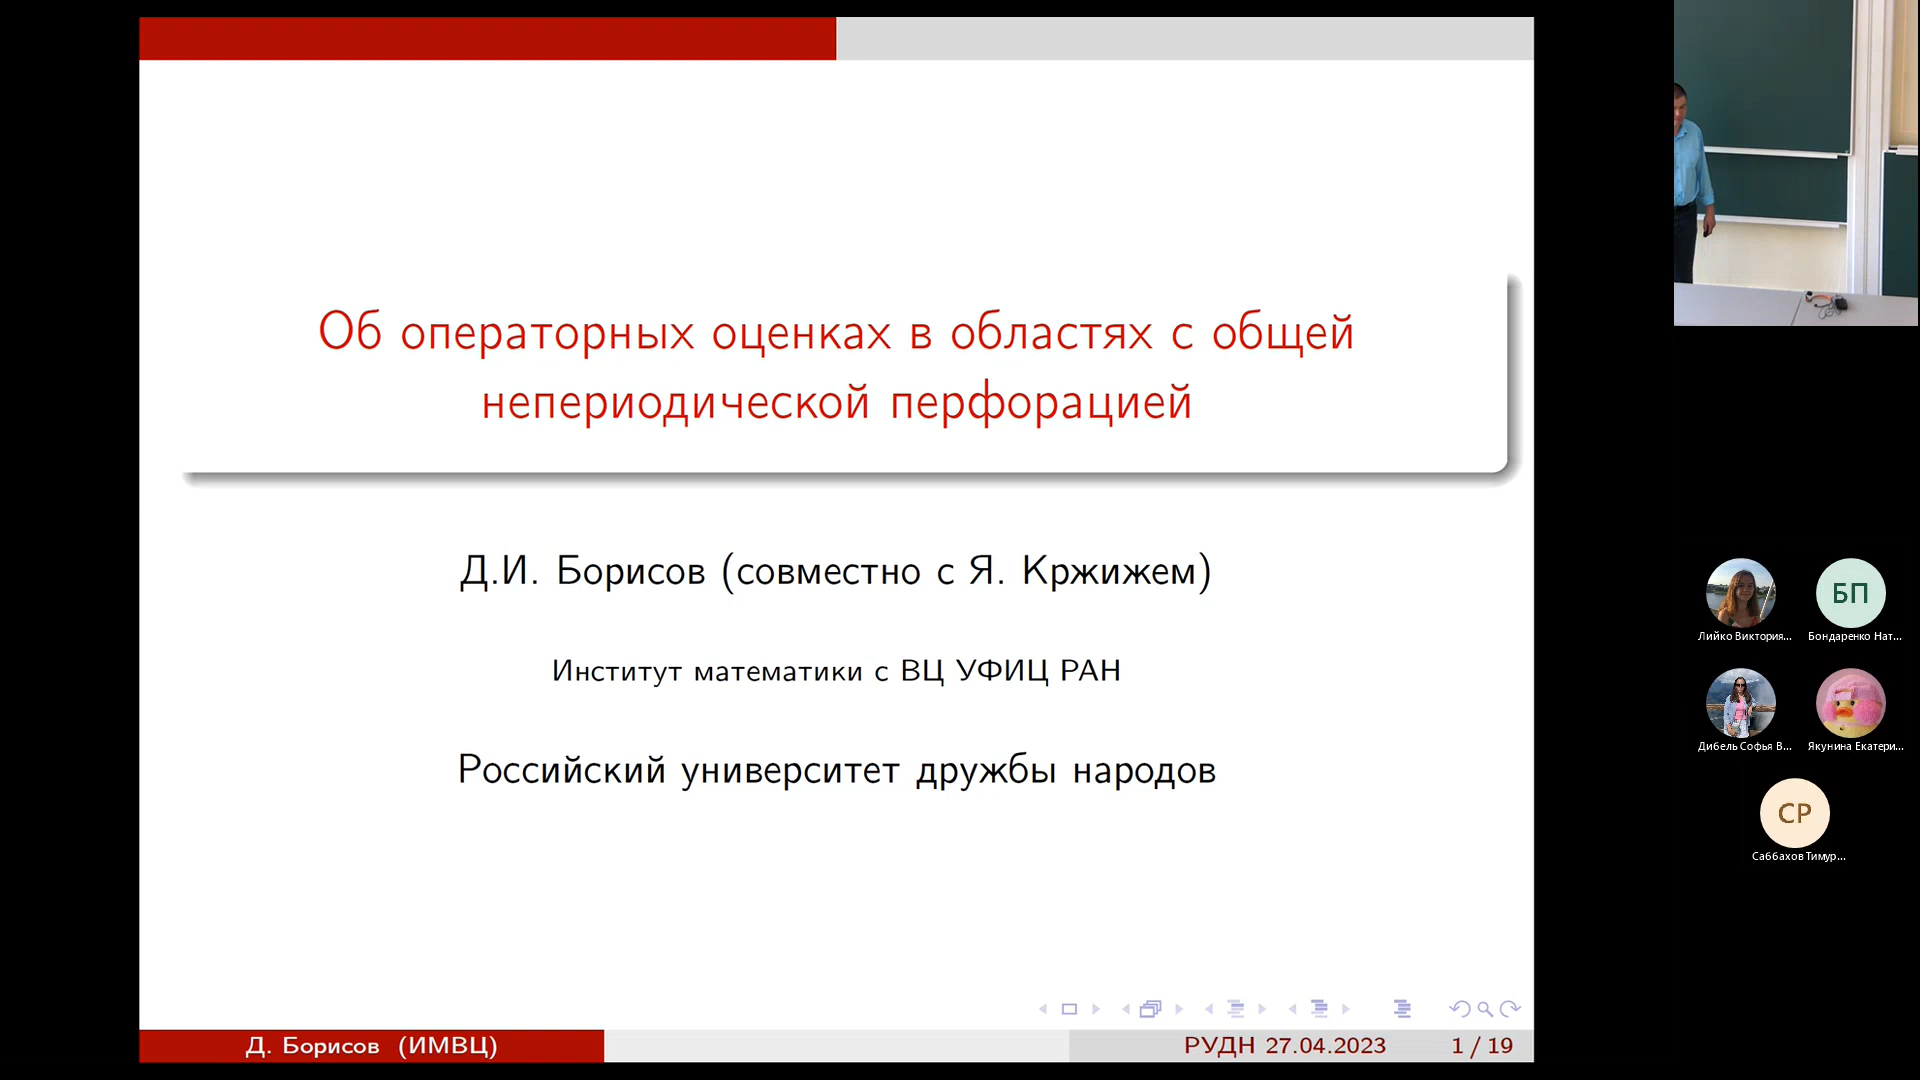 Об операторных оценках в областях с общей
непериодической перфорацией
Д.И. Борисов (совместно с Я. Кржижем)
Институт математики с ВЦ УФИЦ РАН
Российский университет дружбы народов
Д. Борисов (ИМВЦ)
РУДН 27.04.2023
1 / 19
БП
Лийко Виктория...
Бондаренко Нат...
Дибель Софья В...
Якунина Екатери...
СР
Саббахов Тимур...